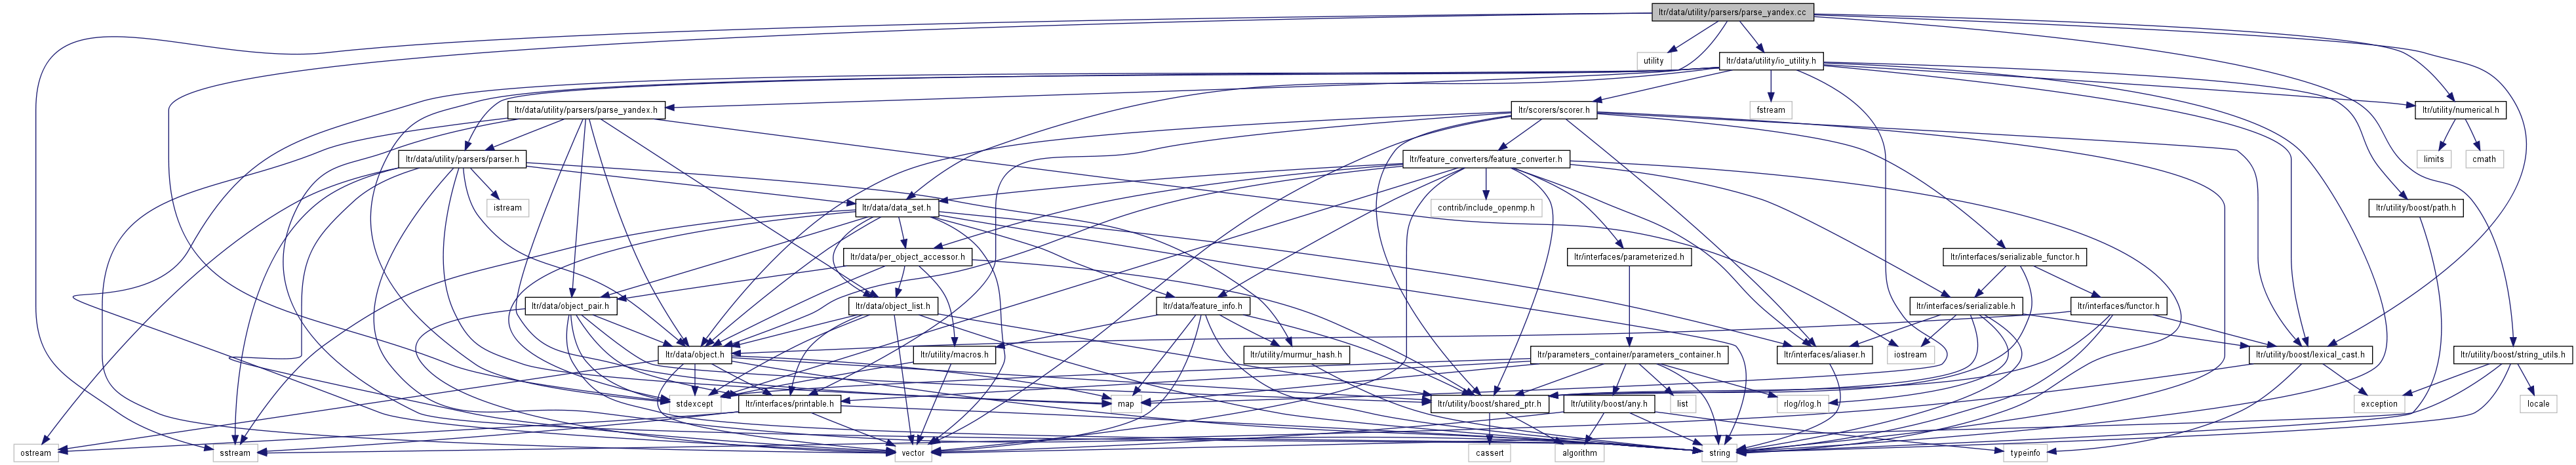 ltr/data/utility/parsers/parse_yandex.cc
utility
ltr/data/utility/io_utility.h
ltr/data/utility/parsers/parse_yandex.h
ltr/scorers/scorer.h
fstream
ltr/utility/numerical.h
ltr/data/utility/parsers/parser.h
ltr/feature_converters/feature_converter.h
limits
cmath
istream
ltr/data/data_set.h
contrib/include_openmp.h
ltr/utility/boost/path.h
ltr/data/per_object_accessor.h
ltr/interfaces/parameterized.h
ltr/interfaces/serializable_functor.h
ltr/data/object_pair.h
ltr/data/object_list.h
ltr/data/feature_info.h
ltr/interfaces/serializable.h
ltr/interfaces/functor.h
ltr/data/object.h
ltr/utility/macros.h
ltr/utility/murmur_hash.h
ltr/parameters_container/parameters_container.h
ltr/interfaces/aliaser.h
iostream
ltr/utility/boost/lexical_cast.h
ltr/utility/boost/string_utils.h
stdexcept
ltr/interfaces/printable.h
map
ltr/utility/boost/shared_ptr.h
ltr/utility/boost/any.h
list
rlog/rlog.h
exception
locale
ostream
sstream
vector
cassert
algorithm
string
typeinfo